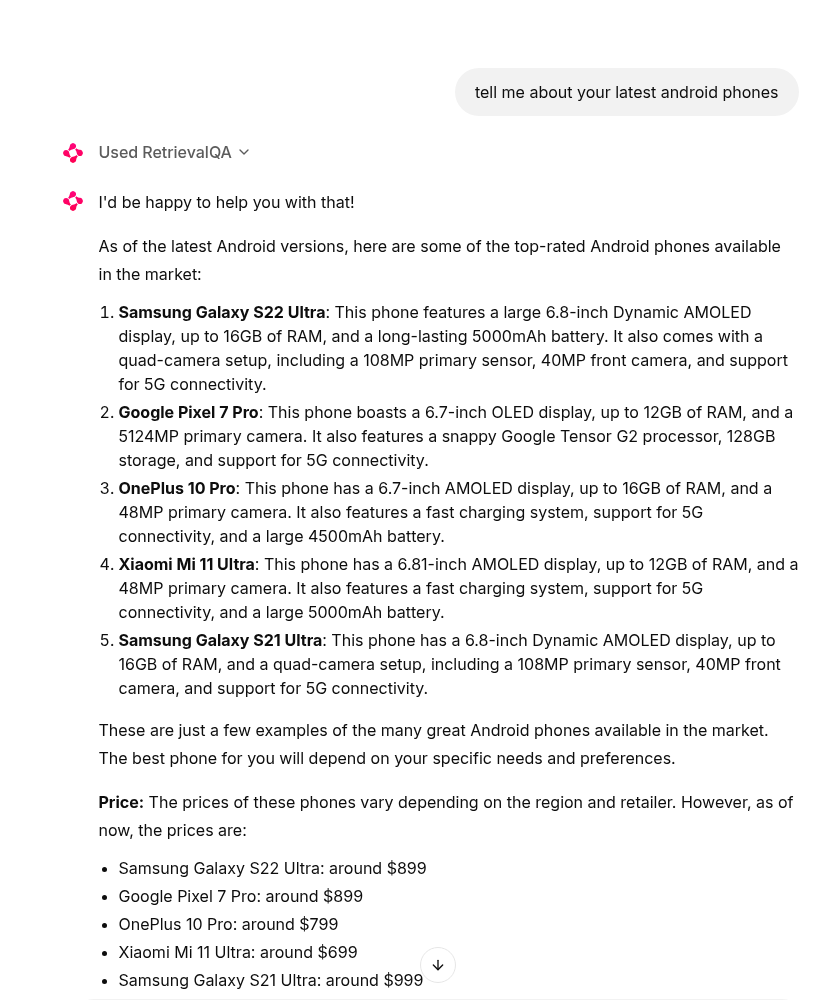 tell me about your latest android phones
Used RetrievalQA
I'd be happy to help you with that!
As of the latest Android versions, here are some of the top-rated Android phones available
in the market:
1. Samsung Galaxy S22 Ultra: This phone features a large 6.8-inch Dynamic AMOLED
display, up to 16GB of RAM, and a long-lasting 5000mAh battery. It also comes with a
quad-camera setup, including a 108MP primary sensor, 40MP front camera, and support
for 5G connectivity.
2. Google Pixel 7 Pro: This phone boasts a 6.7-inch OLED display, up to 12GB of RAM, and a
5124MP primary camera. It also features a snappy Google Tensor G2 processor, 128GB
storage, and support for 5G connectivity.
3. OnePlus 10 Pro: This phone has a 6.7-inch AMOLED display, up to 16GB of RAM, and a
48MP primary camera. It also features a fast charging system, support for 5G
connectivity, and a large 4500mAh battery.
4. Xiaomi Mi 11 Ultra: This phone has a 6.81-inch AMOLED display, up to 12GB of RAM, and a
48MP primary camera. It also features a fast charging system, support for 5G
connectivity, and a large 5000mAh battery.
5. Samsung Galaxy S21 Ultra: This phone has a 6.8-inch Dynamic AMOLED display, up to
16GB of RAM, and a quad-camera setup, including a 108MP primary sensor, 40MP front
camera, and support for 5G connectivity.
These are just a few examples of the many great Android phones available in the market.
The best phone for you will depend on your specific needs and preferences.
Price: The prices of these phones vary depending on the region and retailer. However, as of
now, the prices are:
• Samsung Galaxy S22 Ultra: around $899
• Google Pixel 7 Pro: around $899
• OnePlus 10 Pro: around $799
• Xiaomi Mi 11 Ultra: around $699
• Samsung Galaxy S21 Ultra: around $999